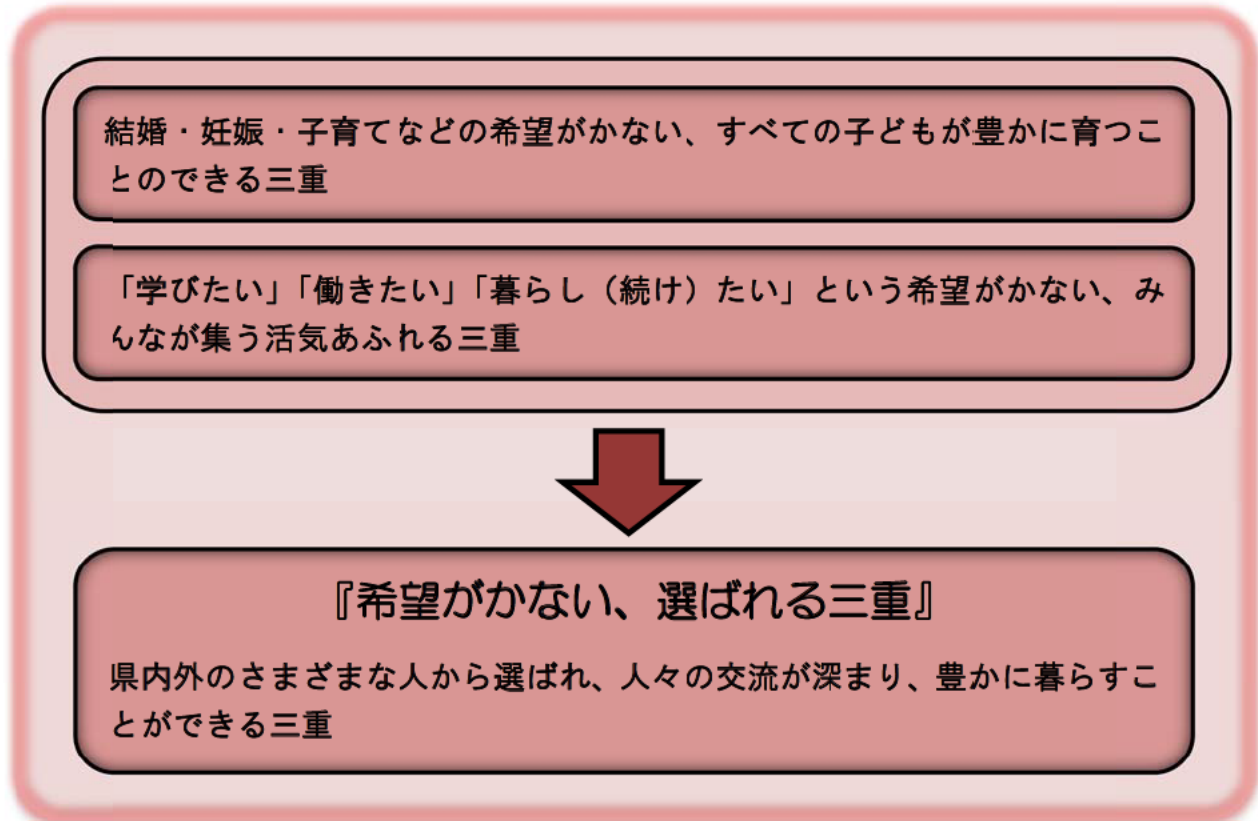 結婚・妊娠・子育てなどの希望がかない、すべての子どもが豊かに育つこ
とのできる三重
「学びたい」「働きたい」「暮らし（続け）たい」という希望がかない、み
んなが集う活気あふれる三重
『希望がかない、選ばれる三重』
県内外のさまざまな人から選ばれ、人々の交流が深まり、豊かに暮らすこ
とができる三重